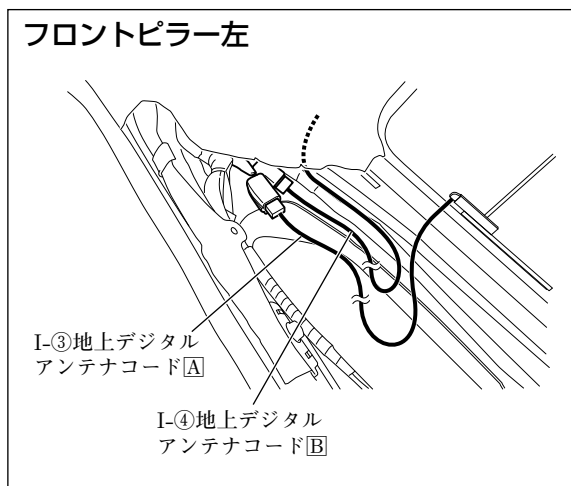 フロントピラー左
I-③地上デジタル
アンテナコード🄰
I-④地上デジタル
アンテナコード🄱